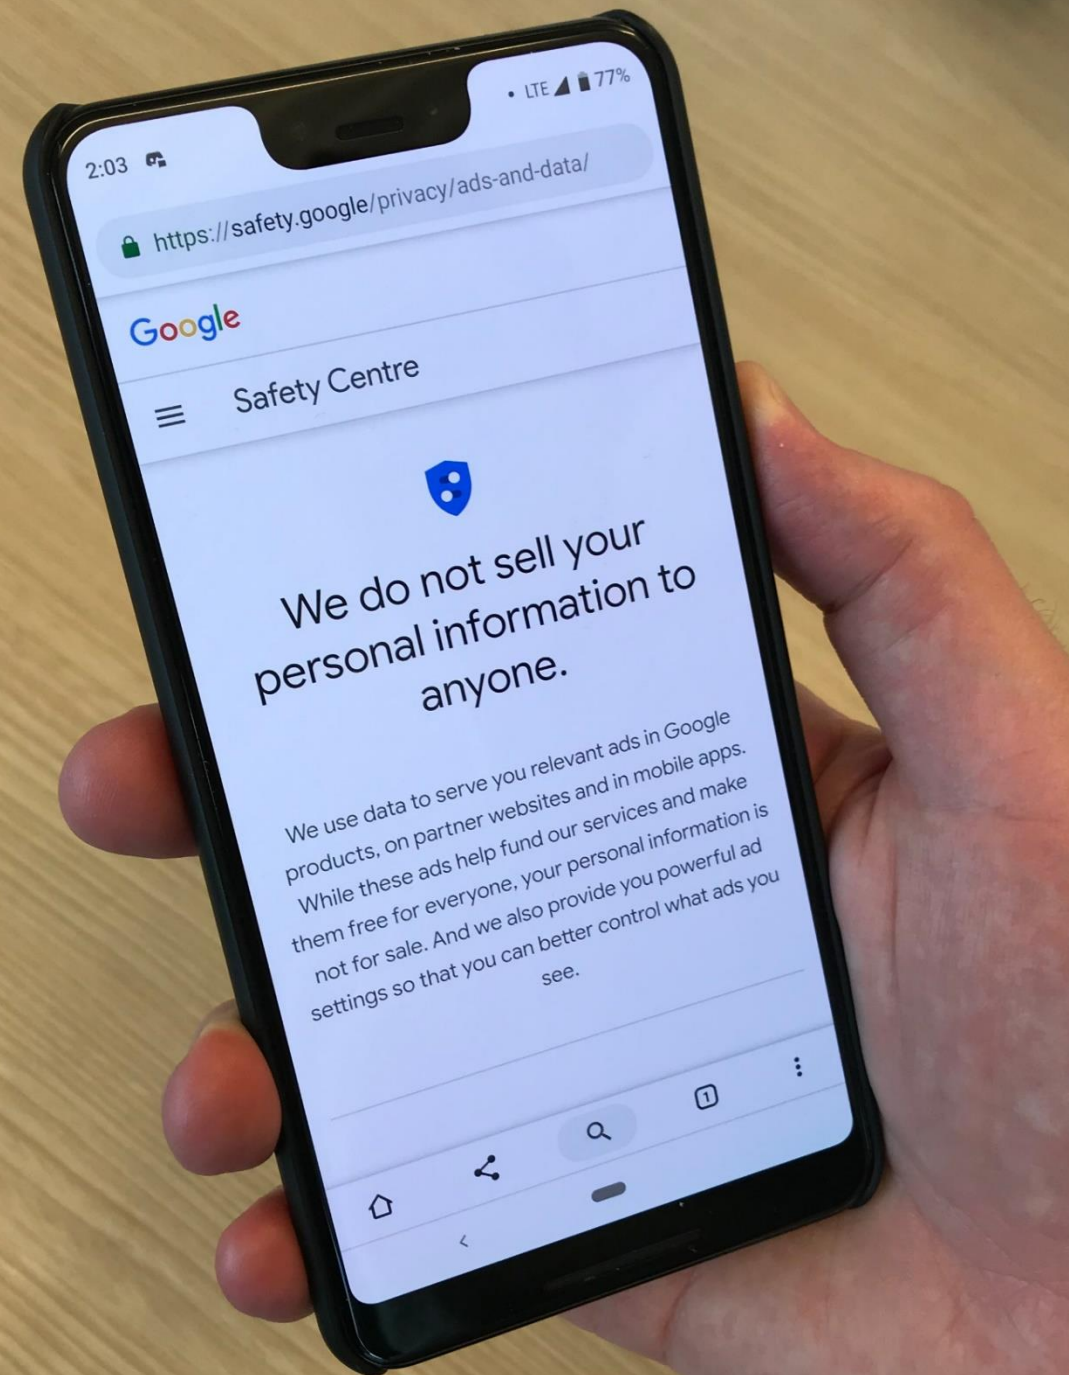 2:03
LTE 77%
https://safety.google/privacy/ads-and-data/
Google
Safety Centre
We do not sell your
personal information to
anyone.
We use data to serve you relevant ads in Google
products, on partner websites and in mobile apps.
While these ads help fund our services and make
them free for everyone, your personal information is
not for sale. And we also provide you powerful ad
settings so that you can better control what ads you
see.
1